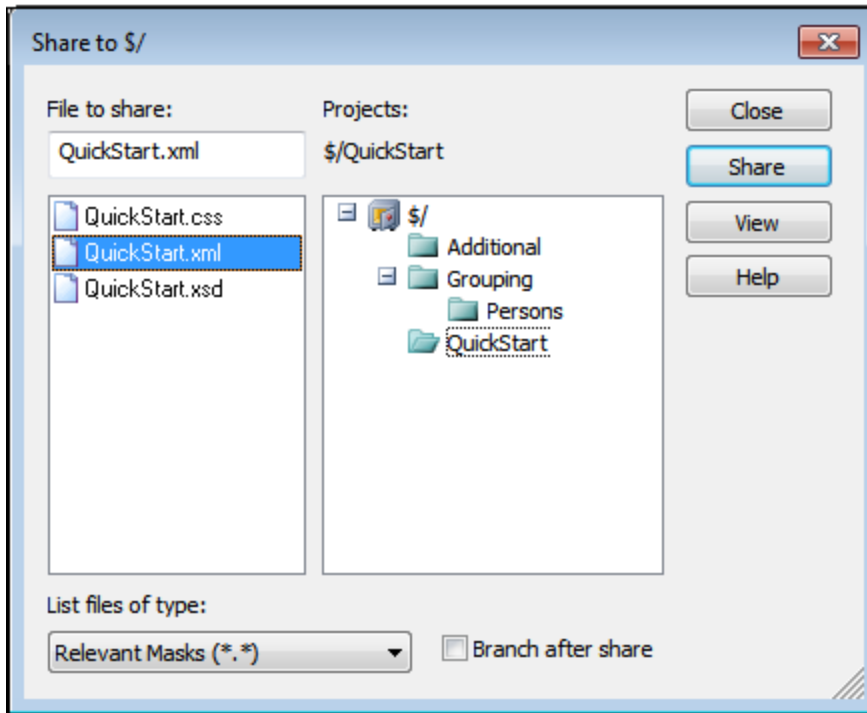 Share to $/
File to share:
QuickStart.xml
QuickStart.css
QuickStart.xml
QuickStart.xsd
Projects:
$/QuickStart
$/
Additional
Grouping
Persons
QuickStart
Close
Share
View
Help
List files of type:
Relevant Masks (*.*)
Branch after share